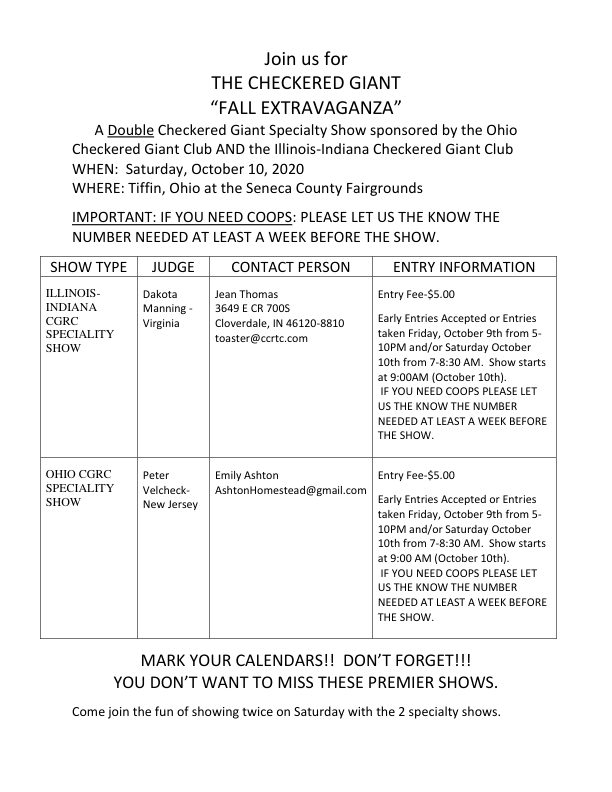 Join us for
THE CHECKERED GIANT
“FALL EXTRAVAGANZA”
A Double Checkered Giant Specialty Show sponsored by the Ohio
Checkered Giant Club AND the Illinois-Indiana Checkered Giant Club
WHEN:  Saturday, October 10, 2020
WHERE: Tiffin, Ohio at the Seneca County Fairgrounds
IMPORTANT: IF YOU NEED COOPS: PLEASE LET US THE KNOW THE
NUMBER NEEDED AT LEAST A WEEK BEFORE THE SHOW.
SHOW TYPE
JUDGE
CONTACT PERSON
ENTRY INFORMATION
ILLINOIS-
INDIANA
CGRC
SPECIALITY
SHOW
Dakota
Manning -
Virginia
Jean Thomas
3649 E CR 700S
Cloverdale, IN 46120-8810
toaster@ccrtc.com
Entry Fee-$5.00
Early Entries Accepted or Entries
taken Friday, October 9th from 5-
10PM and/or Saturday October
10th from 7-8:30 AM.  Show starts
at 9:00AM (October 10th).
IF YOU NEED COOPS PLEASE LET
US THE KNOW THE NUMBER
NEEDED AT LEAST A WEEK BEFORE
THE SHOW.
OHIO CGRC
SPECIALITY
SHOW
Peter
Velcheck-
New Jersey
Emily Ashton
AshtonHomestead@gmail.com
Entry Fee-$5.00
Early Entries Accepted or Entries
taken Friday, October 9th from 5-
10PM and/or Saturday October
10th from 7-8:30 AM.  Show starts
at 9:00 AM (October 10th).
IF YOU NEED COOPS PLEASE LET
US THE KNOW THE NUMBER
NEEDED AT LEAST A WEEK BEFORE
THE SHOW.
MARK YOUR CALENDARS!!  DON’T FORGET!!!
YOU DON’T WANT TO MISS THESE PREMIER SHOWS.
Come join the fun of showing twice on Saturday with the 2 specialty shows.